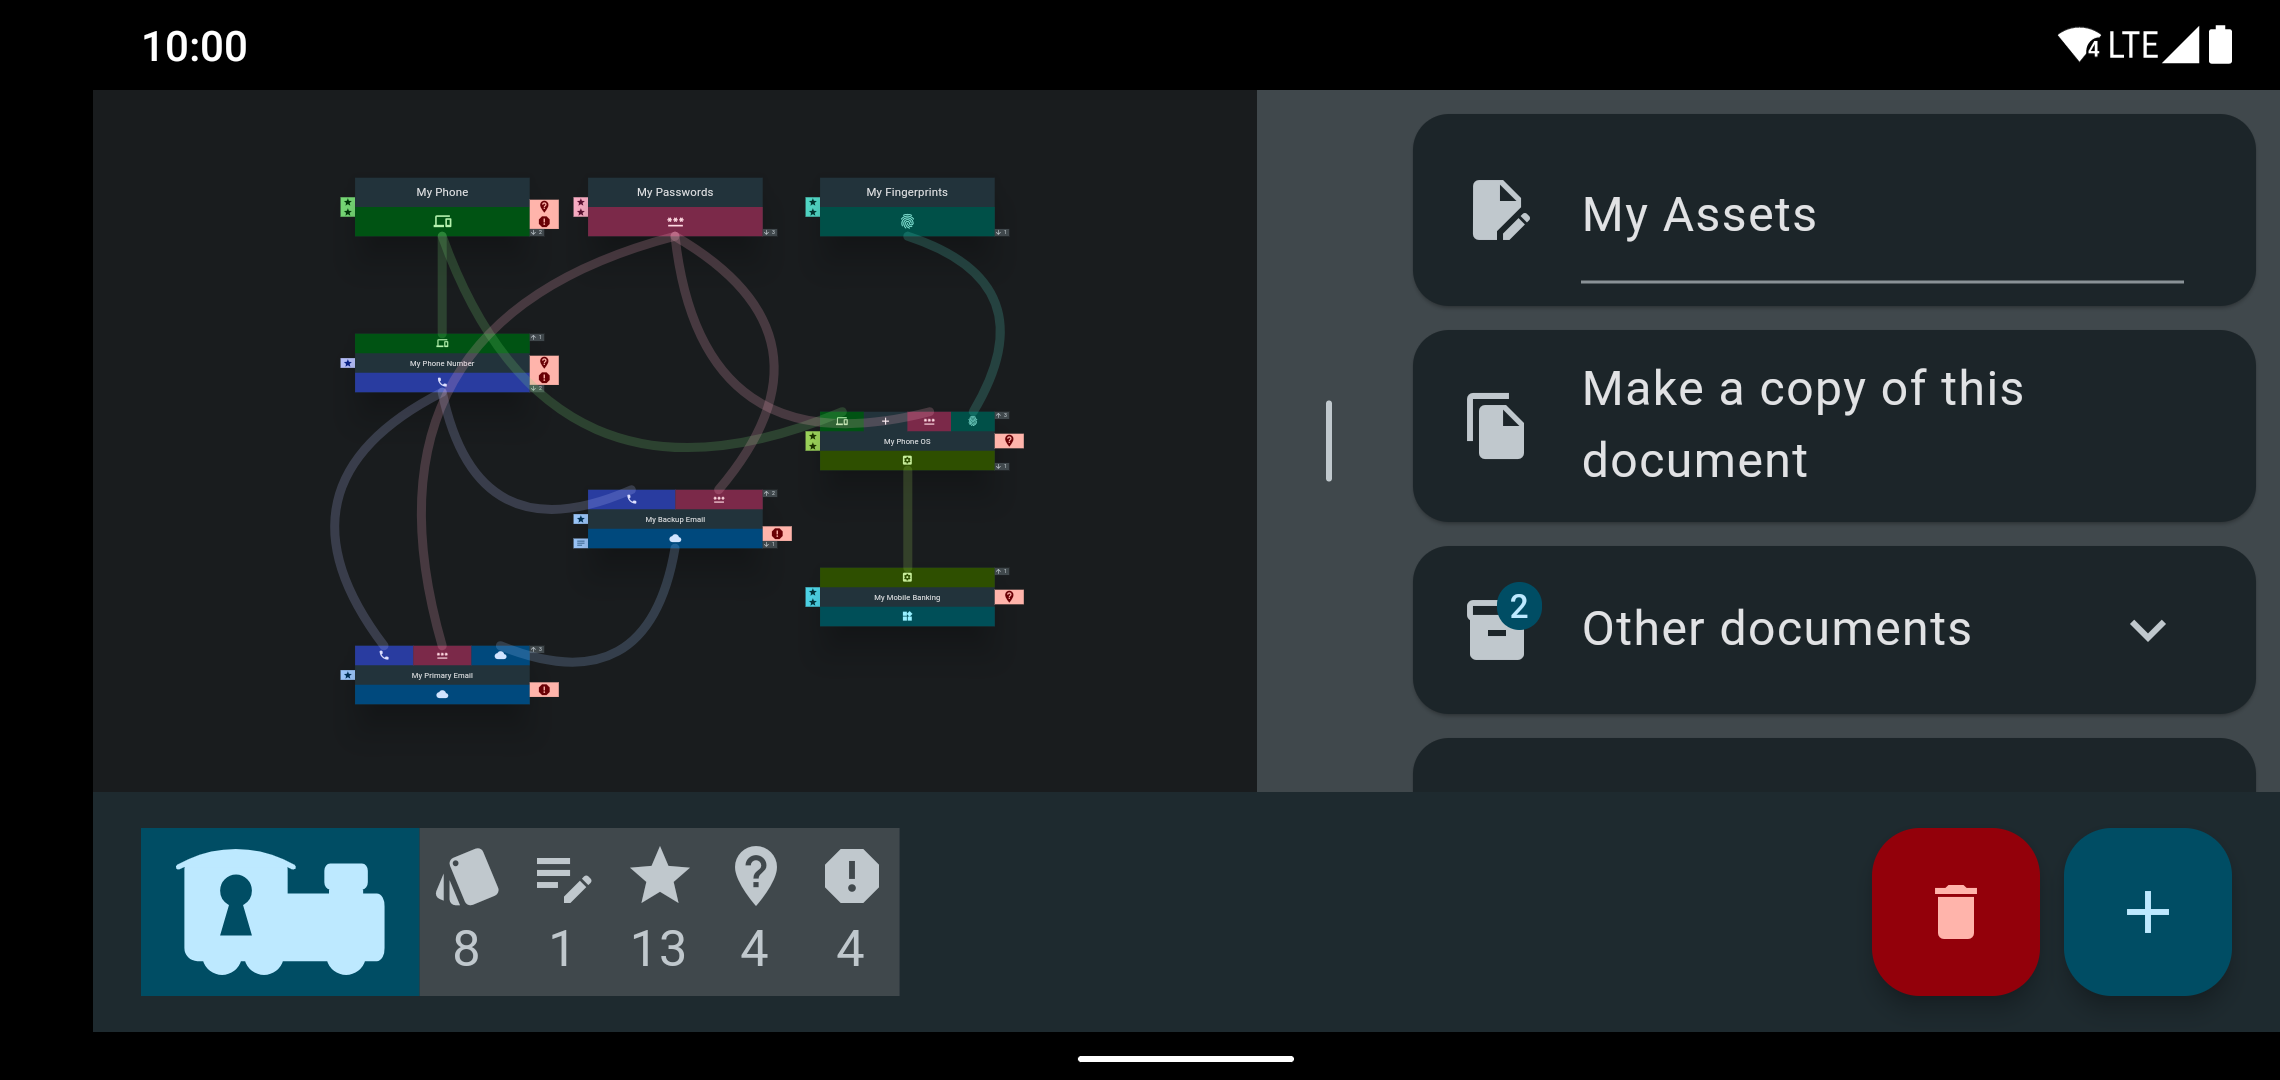 10:00
4 LTE
My Phone
My Passwords
My Fingerprints
My Phone Number
My Phone OS
My Backup Email
My Mobile Banking
My Primary Email
My Assets
Make a copy of this
document
2
Other documents
8 1 13 4 4